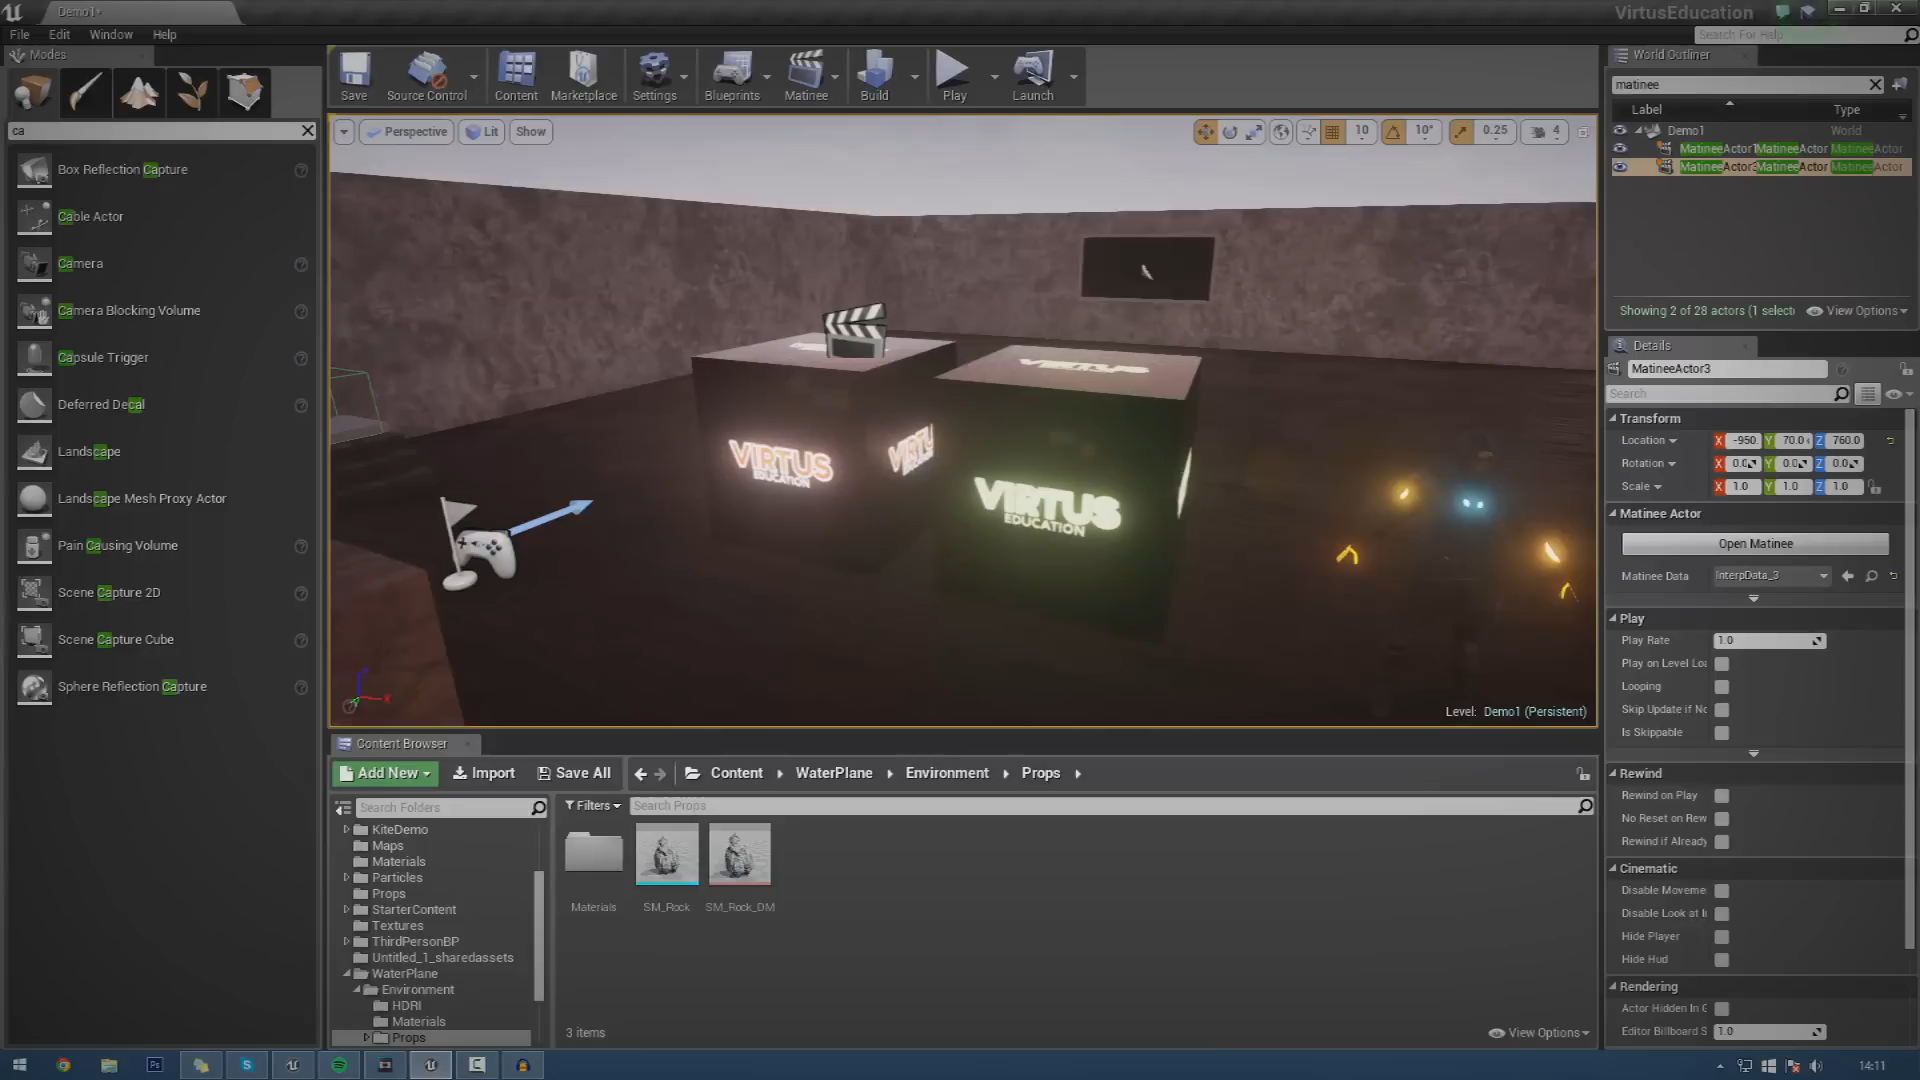 Demo1*
VirtusEducation
File Edit Window Help
Search For Help
Modes
ca
Box Reflection Capture
Cable Actor
Camera
Camera Blocking Volume
Capsule Trigger
Deferred Decal
Landscape
Landscape Mesh Proxy Actor
Pain Causing Volume
Scene Capture 2D
Scene Capture Cube
Sphere Reflection Capture
Save Source Control Content Marketplace Settings Blueprints Matinee Build Play Launch
Perspective Lit Show
10 10° 0.25 4
VIRTUS
EDUCATION
VIRTUS
EDUCATION
Level: Demo1 (Persistent)
Content Browser
Add New Import Save All Content WaterPlane Environment Props
Search Folders
Filters Search Props
KiteDemo
Maps
Materials
Particles
Props
StarterContent
Textures
ThirdPersonBP
Untitled_1_sharedassets
WaterPlane
Environment
HDRI
Materials
Props
Materials SM_Rock SM_Rock_DM
3 items
View Options
World Outliner
matinee
Label Type
Demo1 World
MatineeActor1 MatineeActor MatineeActor
MatineeActor3 MatineeActor MatineeActor
Showing 2 of 28 actors (1 select
View Options
Details
MatineeActor3
Search
Transform
Location X -950. Y 70.0 Z 760.0
Rotation X 0.0 Y 0.0 Z 0.0
Scale X 1.0 Y 1.0 Z 1.0
Matinee Actor
Open Matinee
Matinee Data InterpData_3
Play
Play Rate 1.0
Play on Level Loa
Looping
Skip Update if No
Is Skippable
Rewind
Rewind on Play
No Reset on Rew
Rewind if Already
Cinematic
Disable Moveme
Disable Look at I
Hide Player
Hide Hud
Rendering
Actor Hidden In G
Editor Billboard S 1.0
14:11